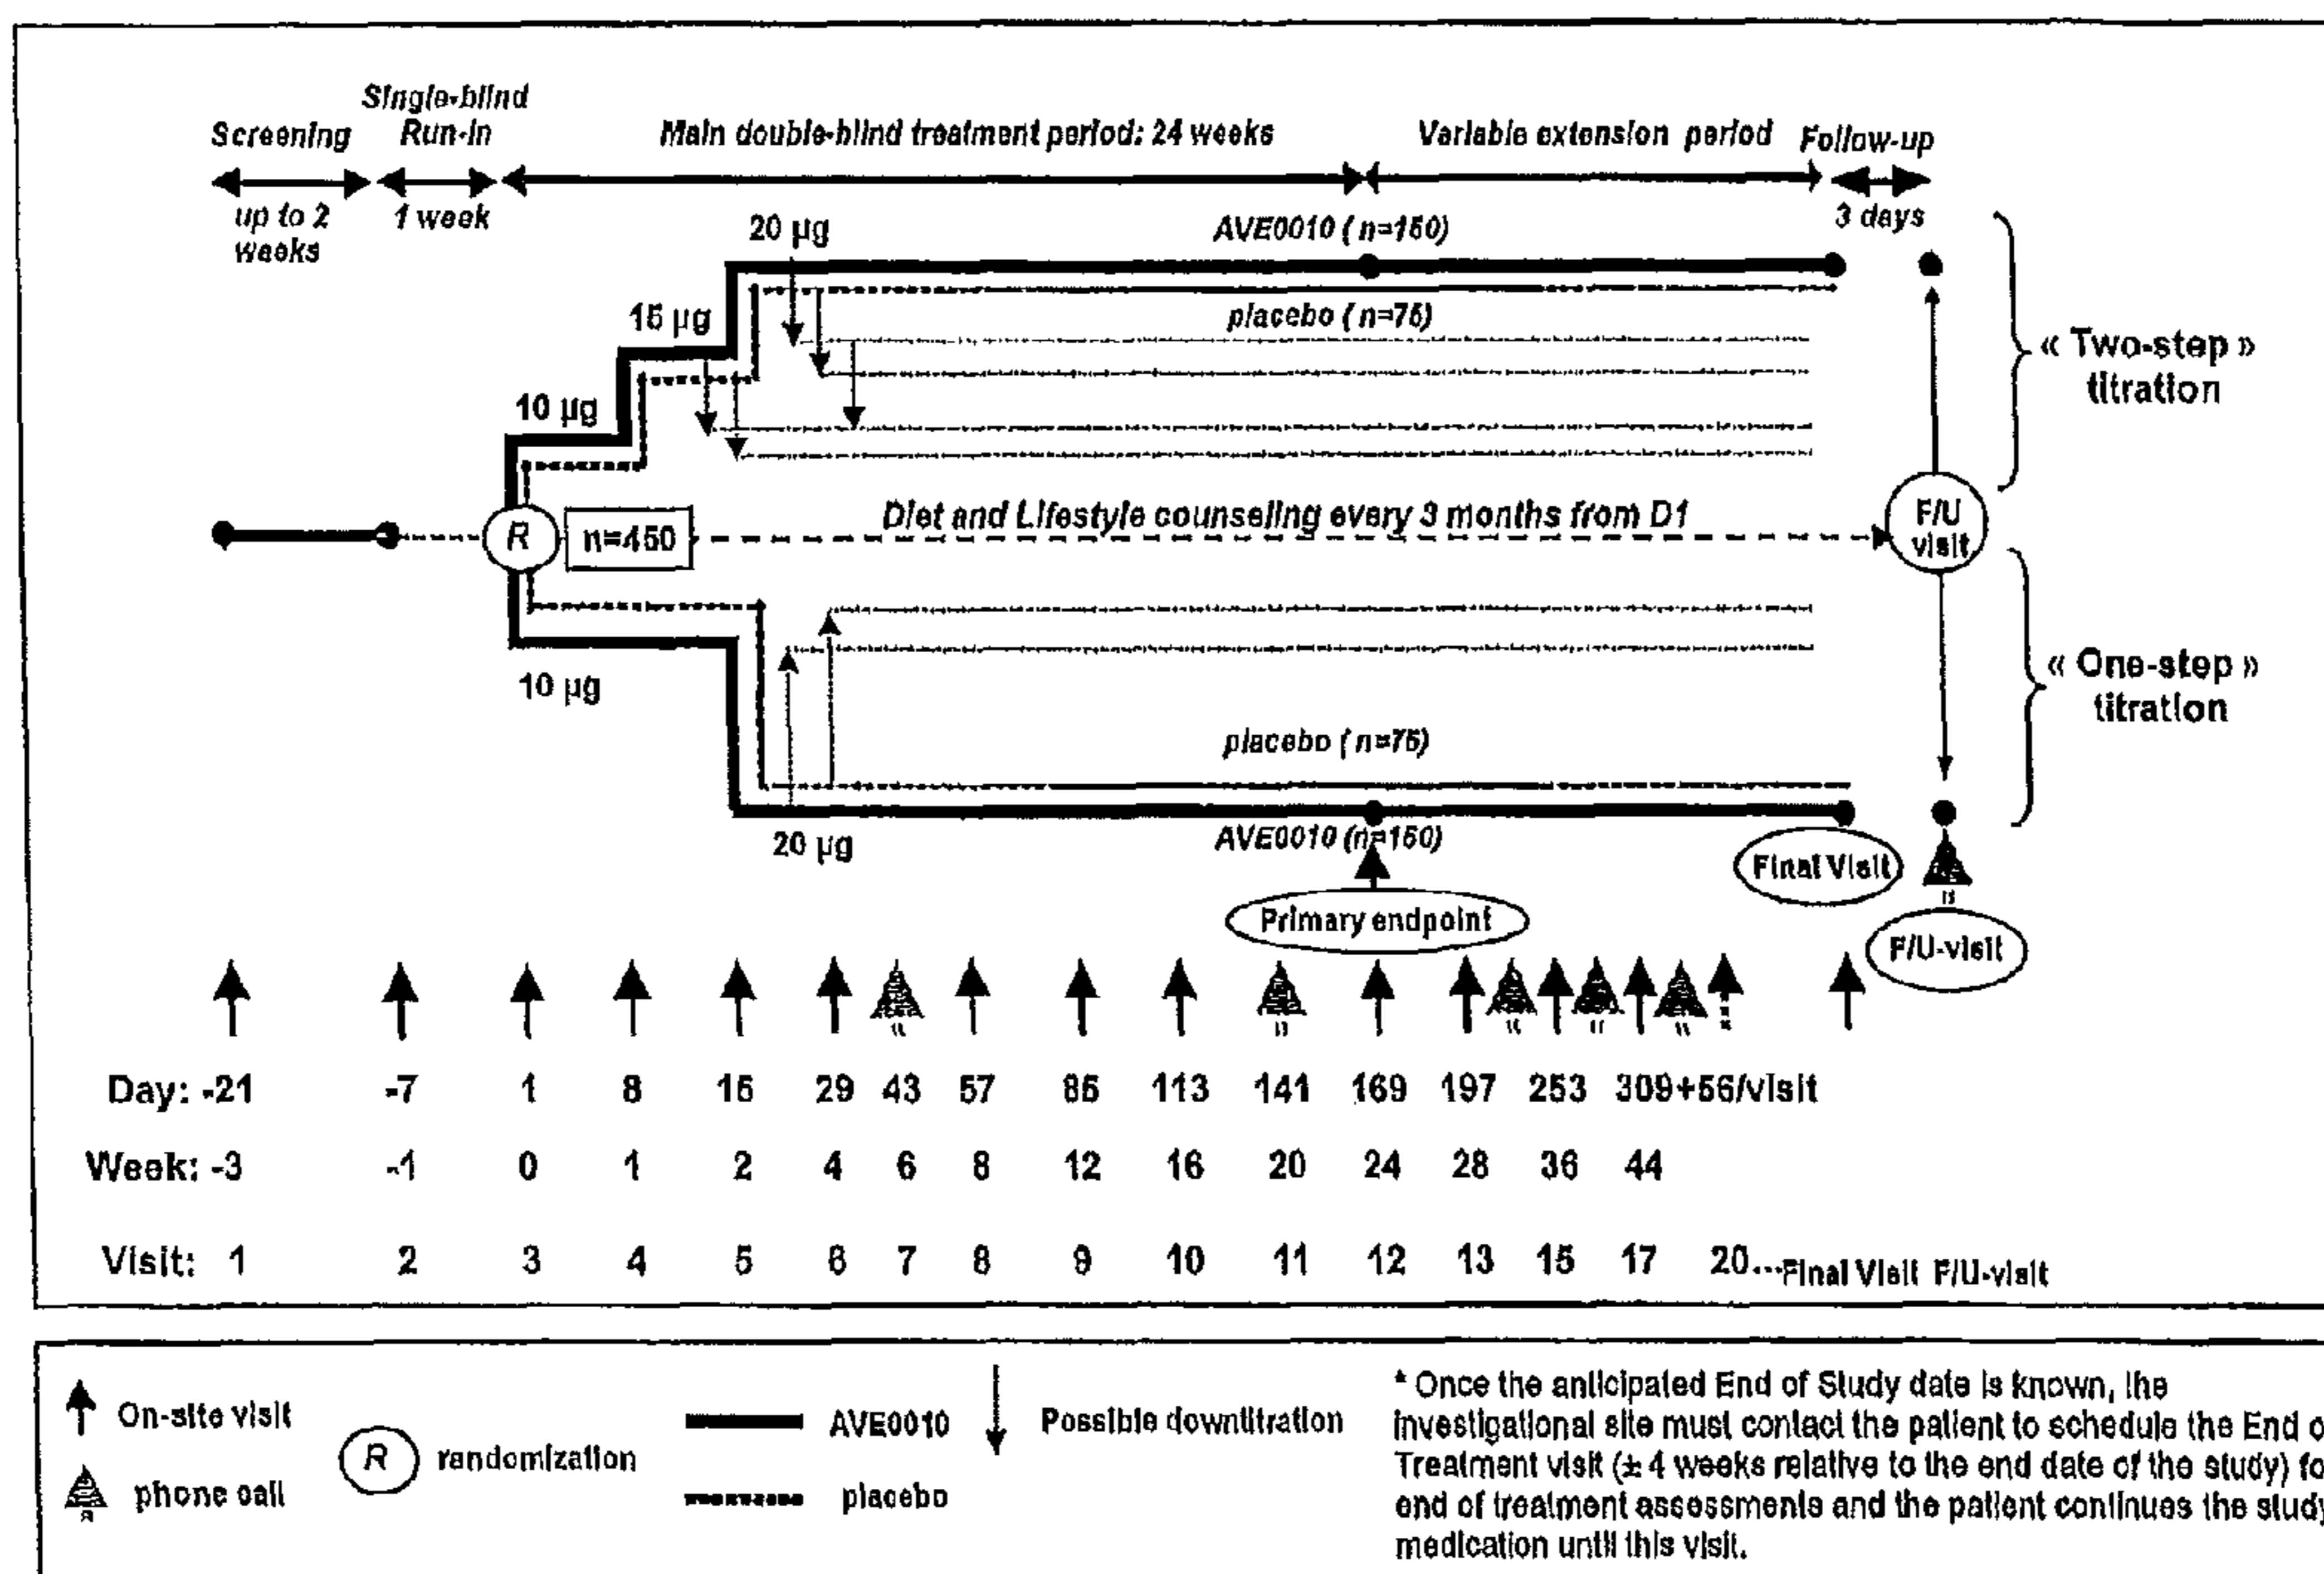 Single-blind
Screening Run-in Main double-blind treatment period: 24 weeks Variable extension period Follow-up
up to 2 weeks
1 week
3 days
20 µg
AVE0010 (n=150)
15 µg
placebo (n=75)
10 µg
« Two-step »
titration
Diet and Lifestyle counseling every 3 months from D1
R
n=450
F/U
visit
10 µg
« One-step »
titration
placebo (n=75)
20 µg
AVE0010 (n=150)
Final Visit
Primary endpoint
F/U-visit
Day: -21 -7 1 8 15 29 43 57 85 113 141 169 197 253 309+56/visit
Week: -3 -1 0 1 2 4 6 8 12 16 20 24 28 36 44
Visit: 1 2 3 4 5 6 7 8 9 10 11 12 13 15 17 20...Final Visit F/U-visit
On-site visit
R randomization
AVE0010
Possible downtitration
phone call
placebo
* Once the anticipated End of Study date is known, the
investigational site must contact the patient to schedule the End o
Treatment visit (± 4 weeks relative to the end date of the study) fo
end of treatment assessments and the patient continues the study
medication until this visit.